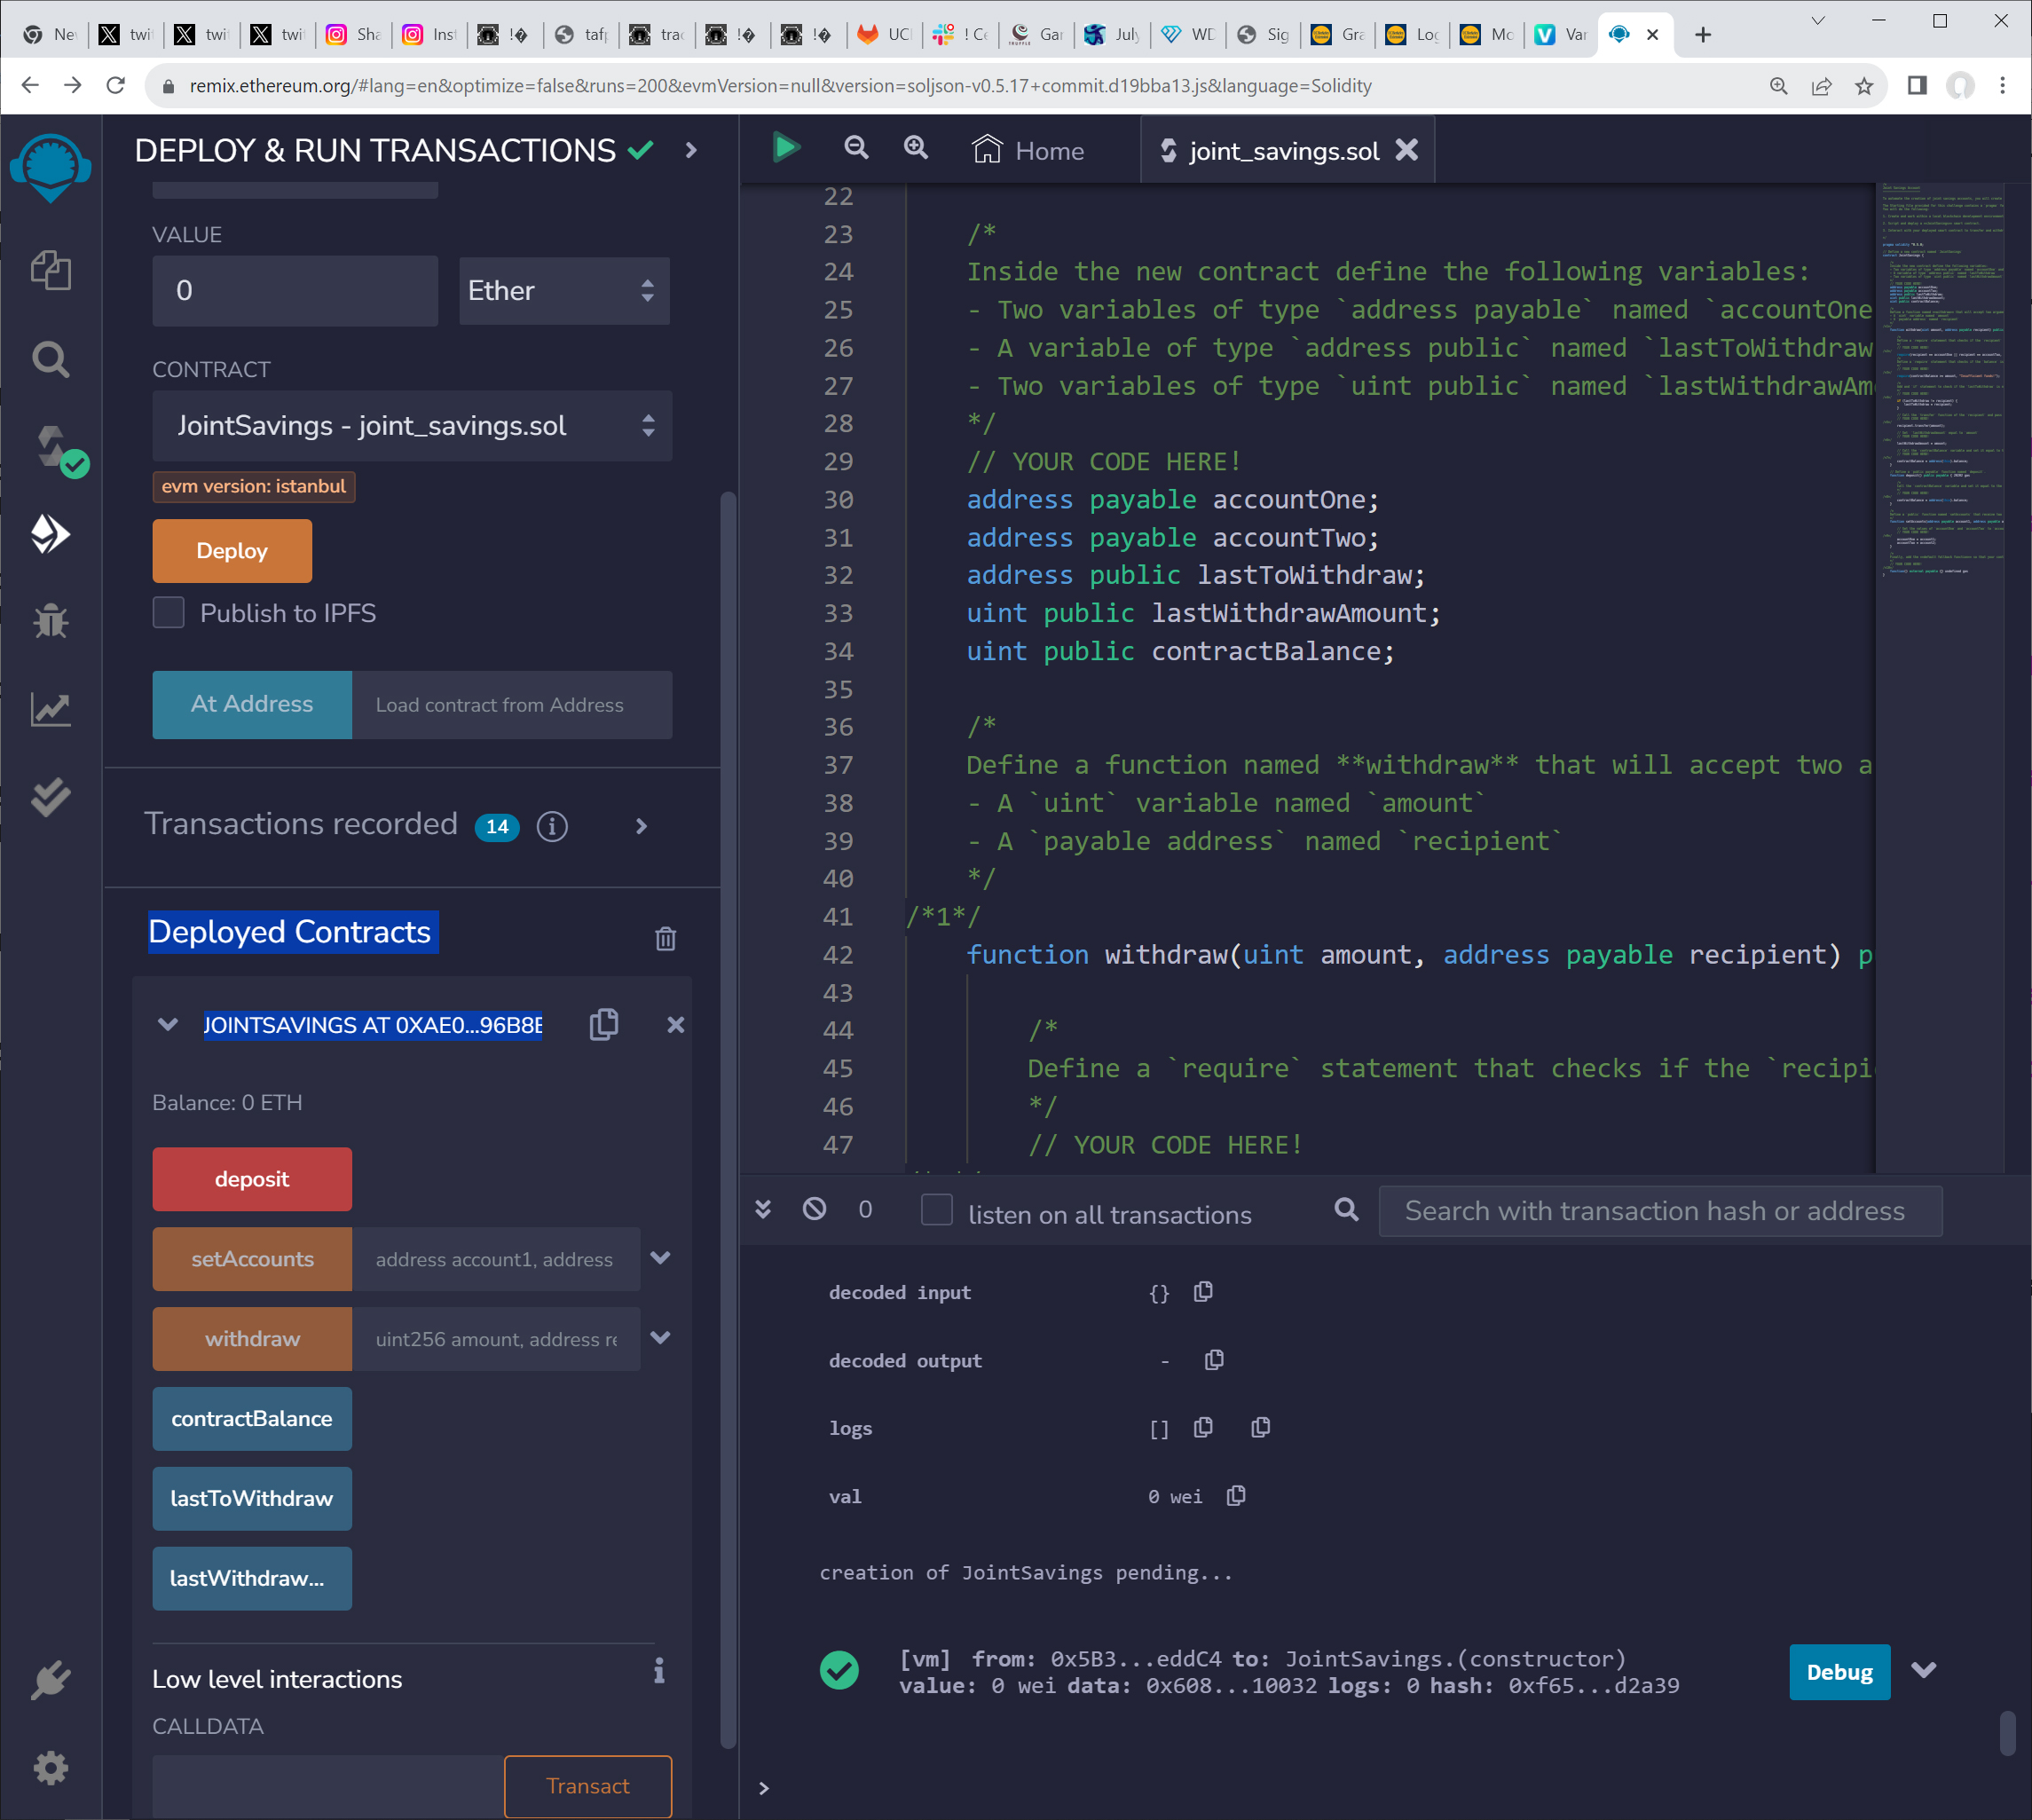 Nev
twit
twit
twit
Sha
Inst
!�
tafp
trac
!�
!�
UCI
! Ce
Gar
July
WD
Sig
Gra
Log
Mo
Var
remix.ethereum.org/#lang=en&optimize=false&runs=200&evmVersion=null&version=soljson-v0.5.17+commit.d19bba13.js&language=Solidity
DEPLOY & RUN TRANSACTIONS
VALUE
0
Ether
CONTRACT
JointSavings - joint_savings.sol
evm version: istanbul
Deploy
Publish to IPFS
At Address
Load contract from Address
Transactions recorded 14
Deployed Contracts
JOINTSAVINGS AT 0XAE0...96B8E
Balance: 0 ETH
deposit
setAccounts
address account1, address
withdraw
uint256 amount, address re
contractBalance
lastToWithdraw
lastWithdraw...
Low level interactions
CALLDATA
Transact
Home
joint_savings.sol
22
23 /*
24 Inside the new contract define the following variables:
25 - Two variables of type `address payable` named `accountOne
26 - A variable of type `address public` named `lastToWithdraw
27 - Two variables of type `uint public` named `lastWithdrawAm
28 */
29 // YOUR CODE HERE!
30 address payable accountOne;
31 address payable accountTwo;
32 address public lastToWithdraw;
33 uint public lastWithdrawAmount;
34 uint public contractBalance;
35
36 /*
37 Define a function named **withdraw** that will accept two a
38 - A `uint` variable named `amount`
39 - A `payable address` named `recipient`
40 */
41 /*1*/
42 function withdraw(uint amount, address payable recipient) p
43
44 /*
45 Define a `require` statement that checks if the `recipi
46 */
47 // YOUR CODE HERE!
0
listen on all transactions
Search with transaction hash or address
decoded input {}
decoded output -
logs []
val 0 wei
creation of JointSavings pending...
[vm] from: 0x5B3...eddC4 to: JointSavings.(constructor)
value: 0 wei data: 0x608...10032 logs: 0 hash: 0xf65...d2a39
Debug
>